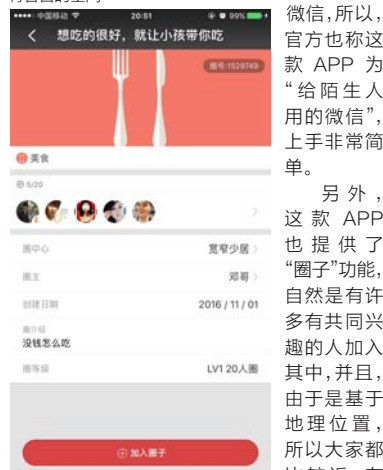 中国移动 20:51 99%
想吃的很好，就让小孩带你吃
圈号:1529749
美食
6/20
圈中心 宽窄少居
圈主 邓哥
创建日期 2016 / 11 / 01
圈介绍
没钱怎么吃
圈等级 LV1 20人圈
加入圈子
微信,所以,
官方也称这
款 APP 为
“给陌生人
用的微信”,
上手非常简
单。
另外,
这款 APP
也提供了
“圈子”功能,
自然是有许
多有共同兴
趣的人加入
其中,并且,
由于是基于
地理位置,
所以大家都